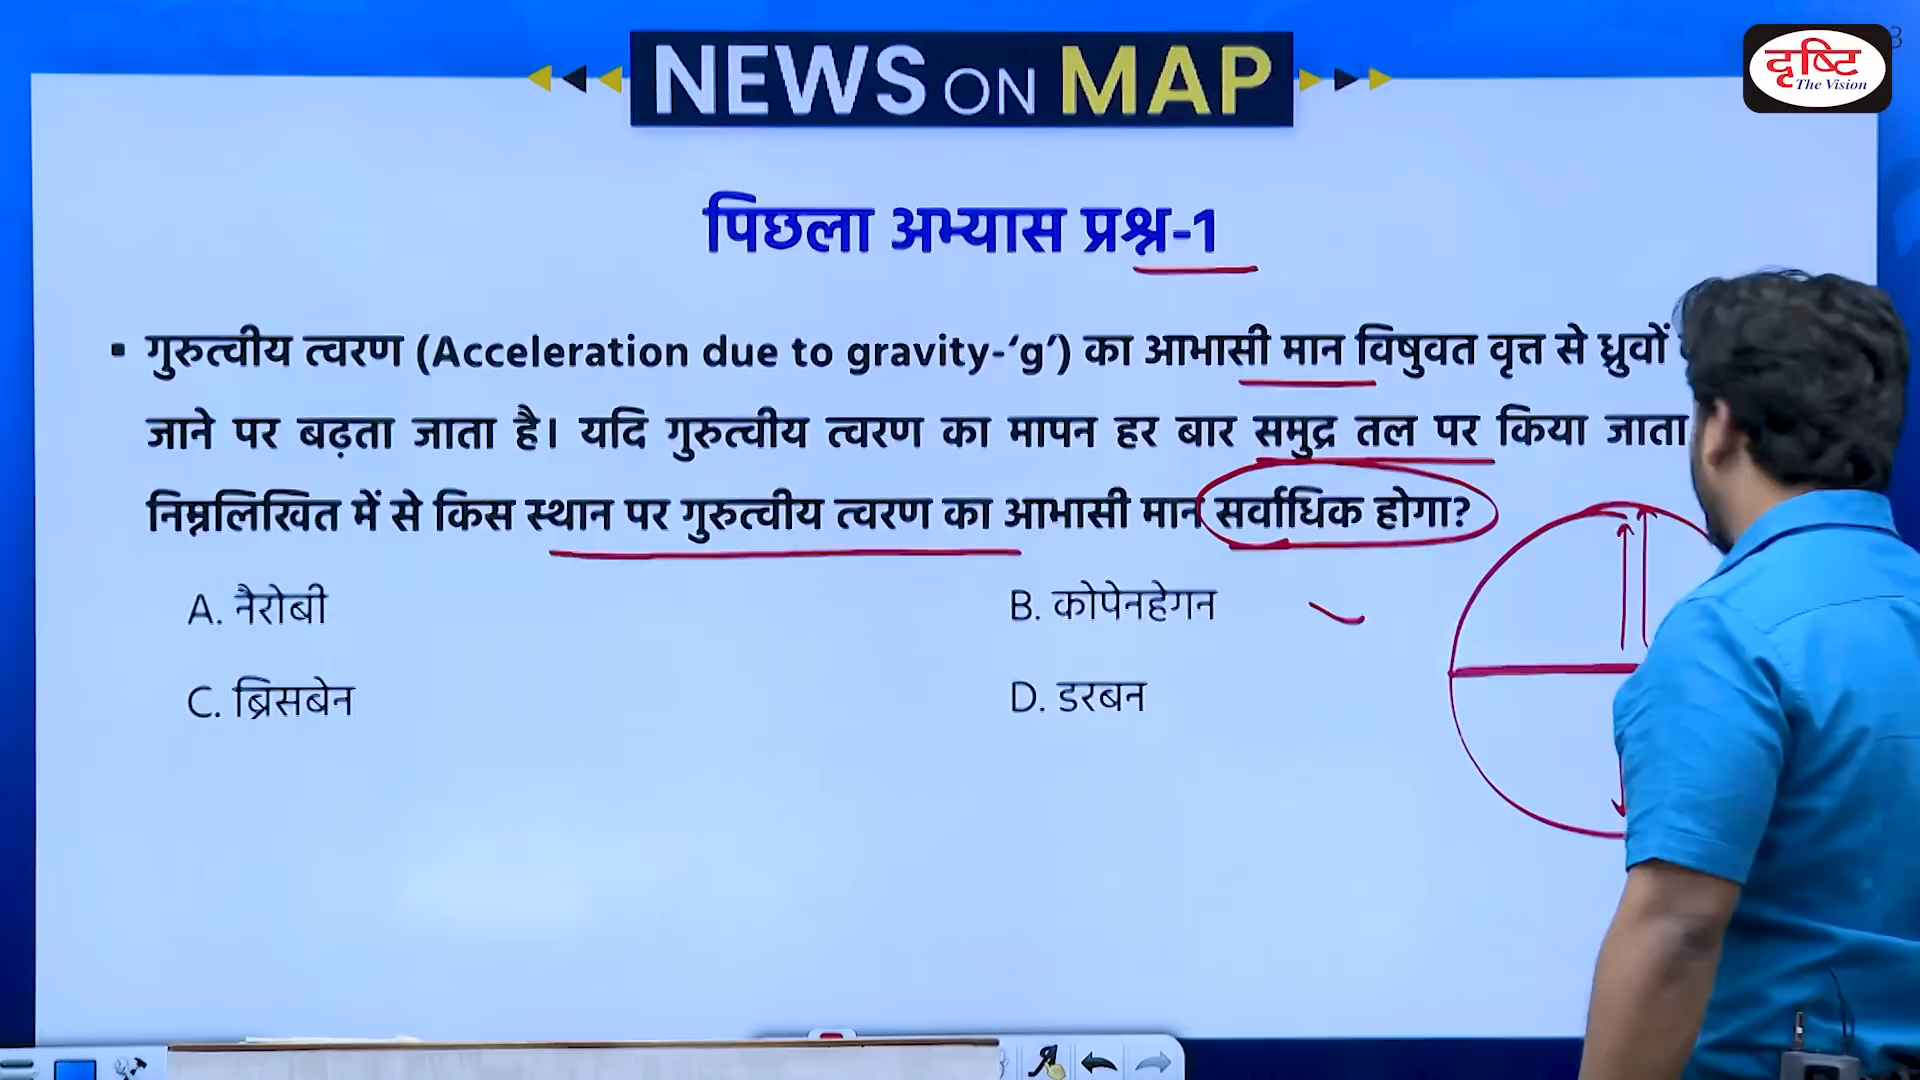 NEWS ON MAP
दृष्टि
The Vision
3
पिछला अभ्यास प्रश्न-1
▪ गुरुत्वीय त्वरण (Acceleration due to gravity-‘g’) का आभासी मान विषुवत वृत्त से ध्रुवों
जाने पर बढ़ता जाता है। यदि गुरुत्वीय त्वरण का मापन हर बार समुद्र तल पर किया जाता
निम्नलिखित में से किस स्थान पर गुरुत्वीय त्वरण का आभासी मान सर्वाधिक होगा?
A. नैरोबी B. कोपेनहेगन
C. ब्रिसबेन D. डरबन